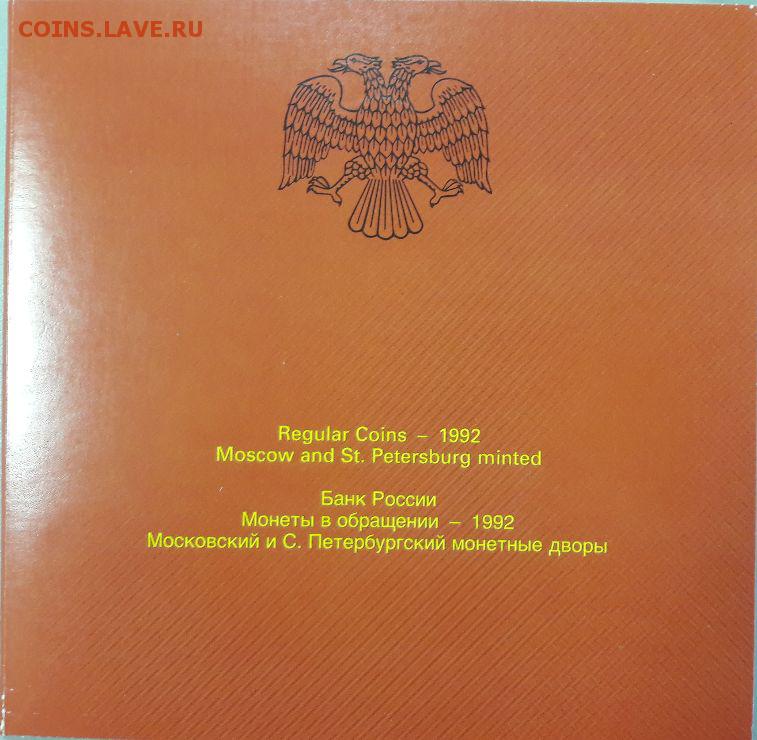 COINS.LAVE.RU
Regular Coins – 1992
Moscow and St. Petersburg minted
Банк России
Монеты в обращении – 1992
Московский и С. Петербургский монетные дворы